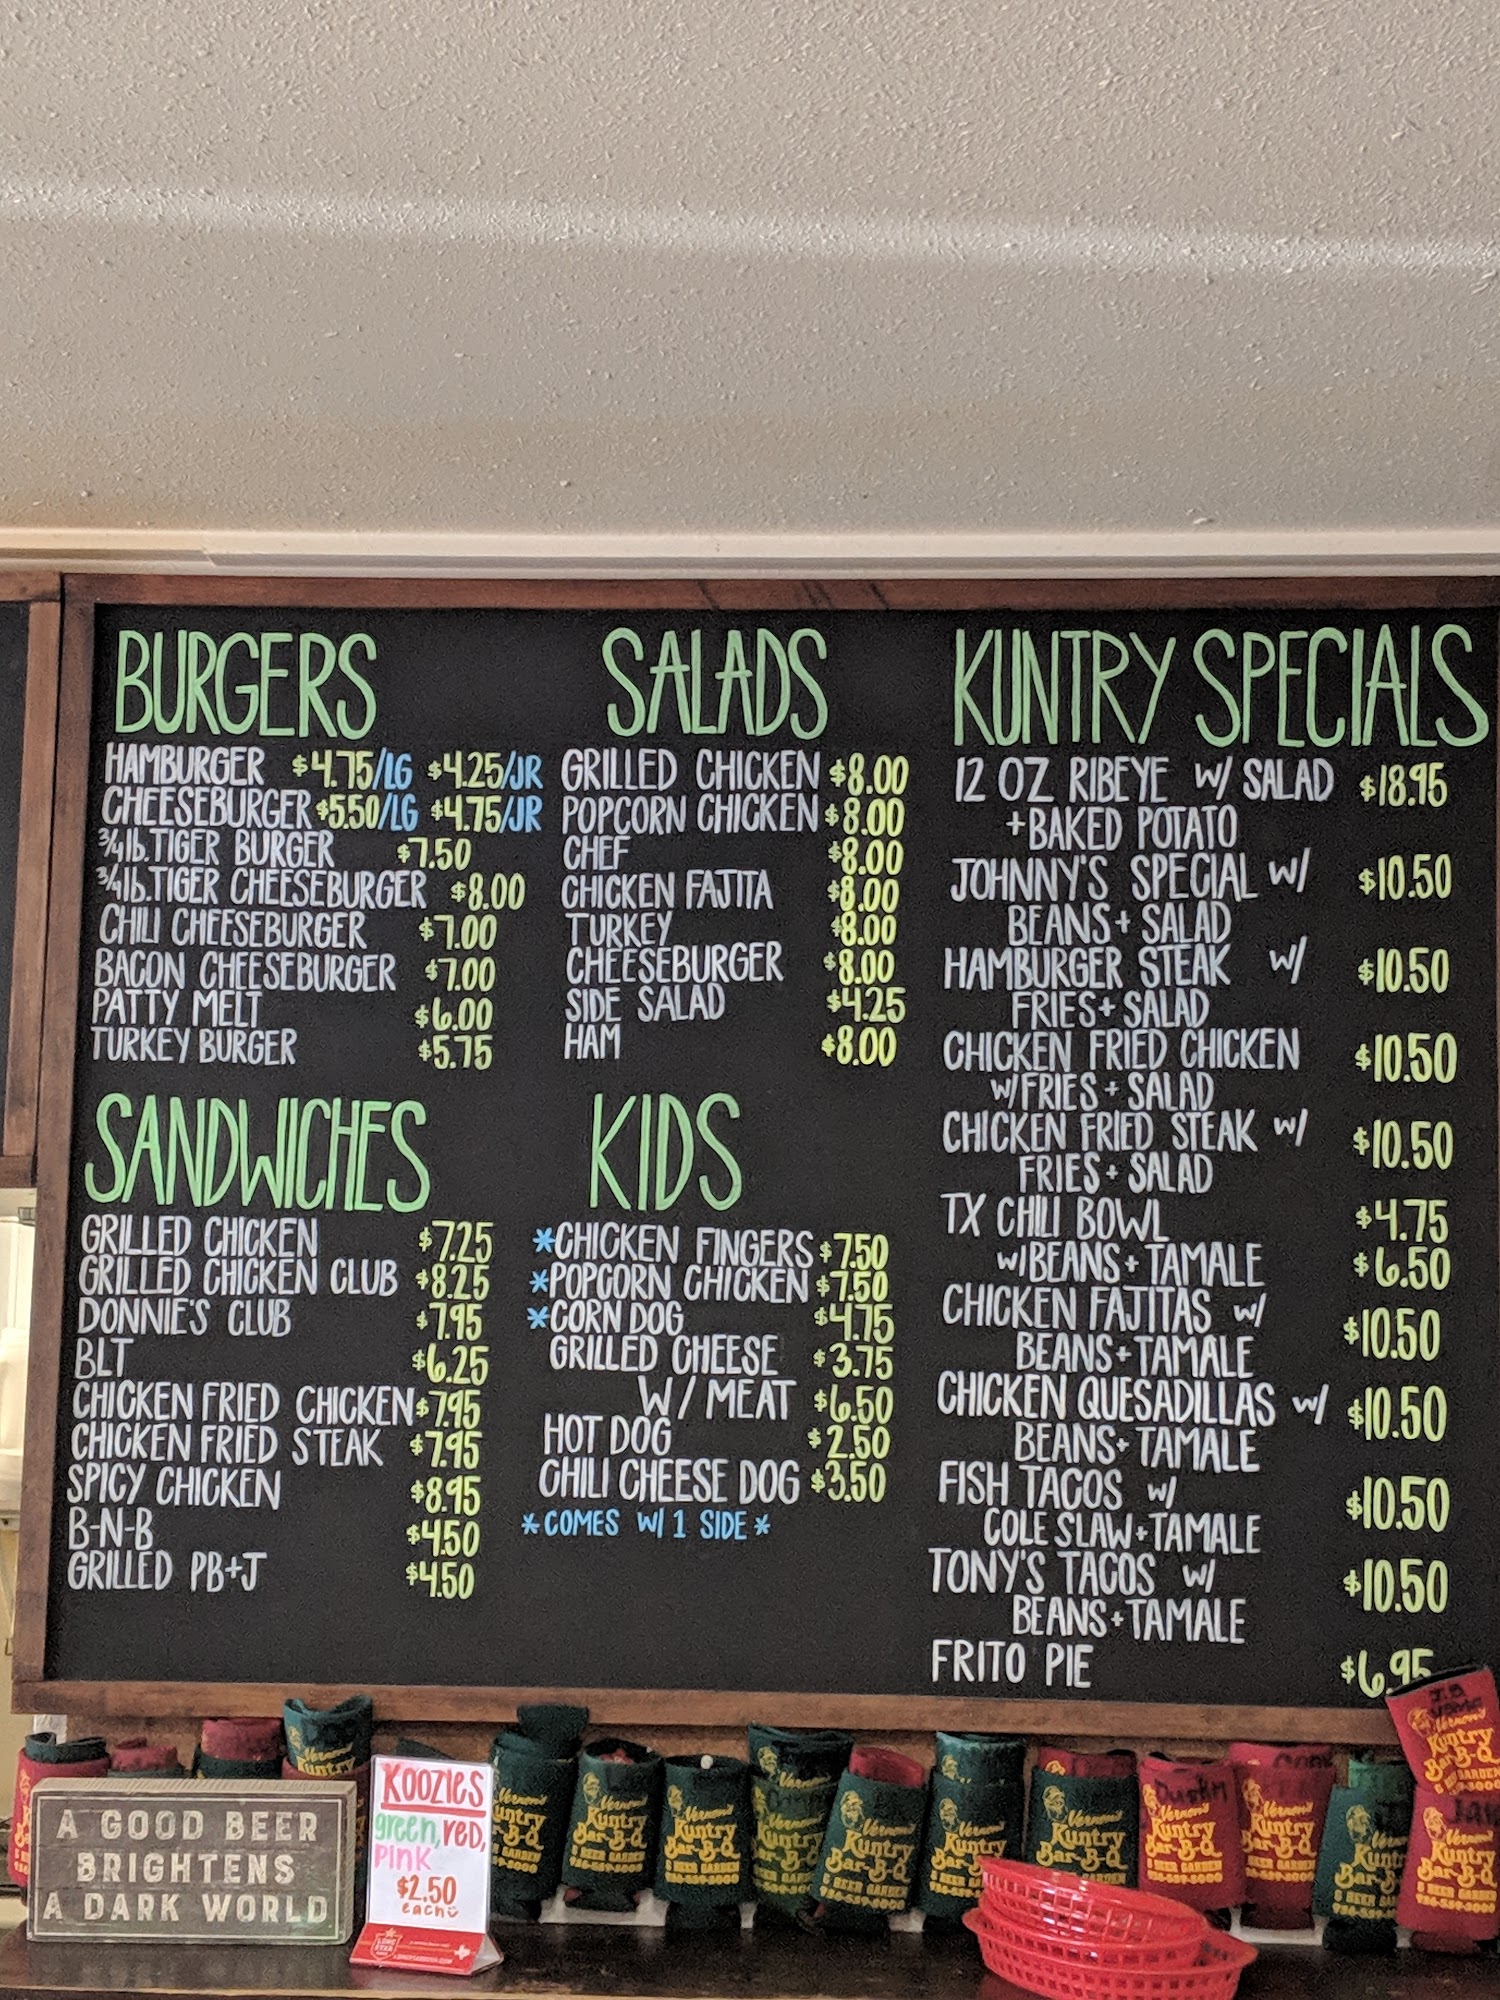 BURGERS
HAMBURGER $4.75/LG $4.25/JR
CHEESEBURGER $5.50/LG $4.75/JR
3/4 lb. TIGER BURGER $7.50
3/4 lb. TIGER CHEESEBURGER $8.00
CHILI CHEESEBURGER $7.00
BACON CHEESEBURGER $7.00
PATTY MELT $6.00
TURKEY BURGER $5.75
SANDWICHES
GRILLED CHICKEN $7.25
GRILLED CHICKEN CLUB $8.25
DONNIE'S CLUB $7.95
BLT $6.25
CHICKEN FRIED CHICKEN $7.95
CHICKEN FRIED STEAK $7.95
SPICY CHICKEN $8.95
B-N-B $4.50
GRILLED PB+J $4.50
SALADS
GRILLED CHICKEN $8.00
POPCORN CHICKEN $8.00
CHEF $8.00
CHICKEN FAJITA $8.00
TURKEY $8.00
CHEESEBURGER $8.00
SIDE SALAD $4.25
HAM $8.00
KIDS
*CHICKEN FINGERS $7.50
*POPCORN CHICKEN $7.50
*CORN DOG $4.75
GRILLED CHEESE $3.75
W/ MEAT $6.50
HOT DOG $2.50
CHILI CHEESE DOG $3.50
*COMES W/ 1 SIDE*
KUNTRY SPECIALS
12 OZ RIBEYE W/ SALAD $18.95
+BAKED POTATO
JOHNNY'S SPECIAL W/ $10.50
BEANS + SALAD
HAMBURGER STEAK W/ $10.50
FRIES + SALAD
CHICKEN FRIED CHICKEN $10.50
W/ FRIES + SALAD
CHICKEN FRIED STEAK W/ $10.50
FRIES + SALAD
TX CHILI BOWL $4.75
W/ BEANS + TAMALE $6.50
CHICKEN FAJITAS W/ $10.50
BEANS + TAMALE
CHICKEN QUESADILLAS W/ $10.50
BEANS + TAMALE
FISH TACOS W/ $10.50
COLE SLAW + TAMALE
TONY'S TACOS W/ $10.50
BEANS + TAMALE
FRITO PIE $6.95
A GOOD BEER
BRIGHTENS
A DARK WORLD
KOOZIES
green, red,
pink
$2.50
each
Vernon's
Kuntry
Bar-B-Q
& BEER GARDEN